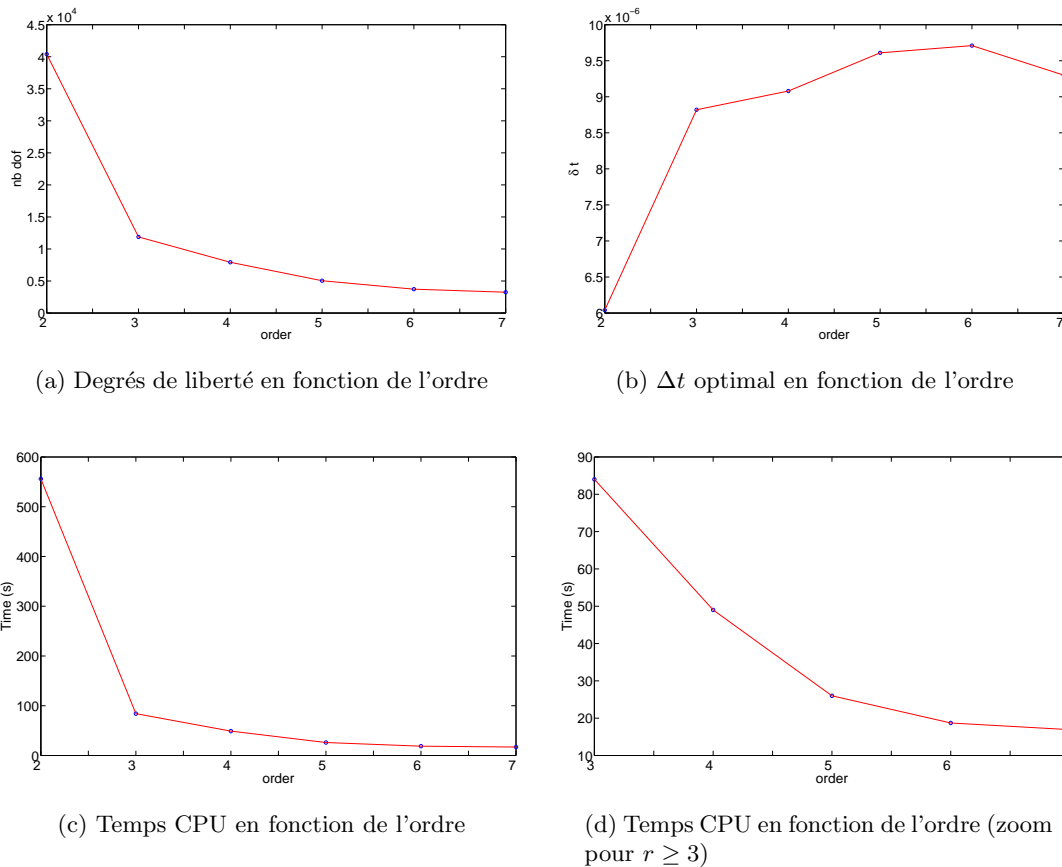 x 10^4
4.5
4
3.5
3
2.5
2
1.5
1
0.5
0
nb dof
2 3 4 5 6 7
order
(a) Degrés de liberté en fonction de l'ordre
x 10^-6
10
9.5
9
8.5
8
7.5
7
6.5
6
δ t
2 3 4 5 6 7
order
(b) Δt optimal en fonction de l'ordre
600
500
400
300
200
100
0
Time (s)
2 3 4 5 6 7
order
(c) Temps CPU en fonction de l'ordre
90
80
70
60
50
40
30
20
10
Time (s)
3 4 5 6
order
(d) Temps CPU en fonction de l'ordre (zoom
pour r ≥ 3)